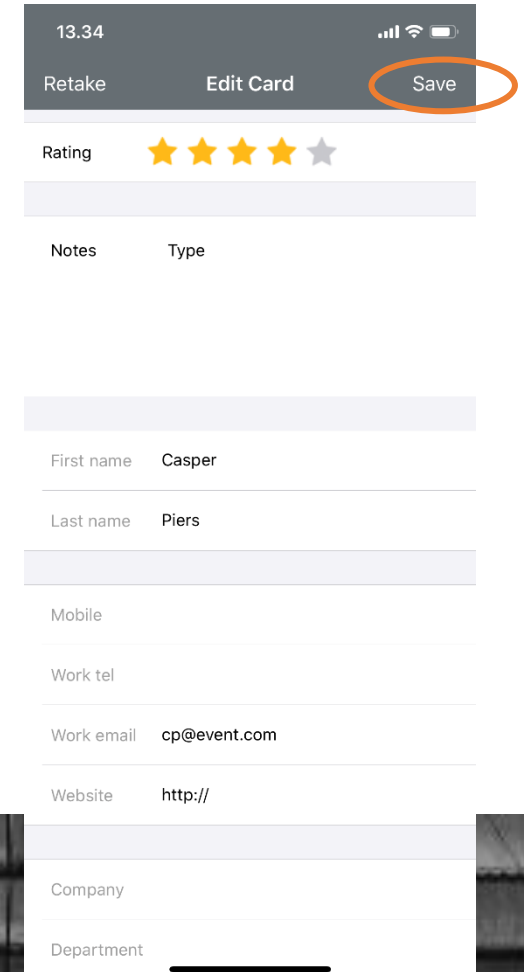 13.34
Retake Edit Card Save
Rating
Notes Type
First name Casper
Last name Piers
Mobile
Work tel
Work email cp@event.com
Website http://
Company
Department